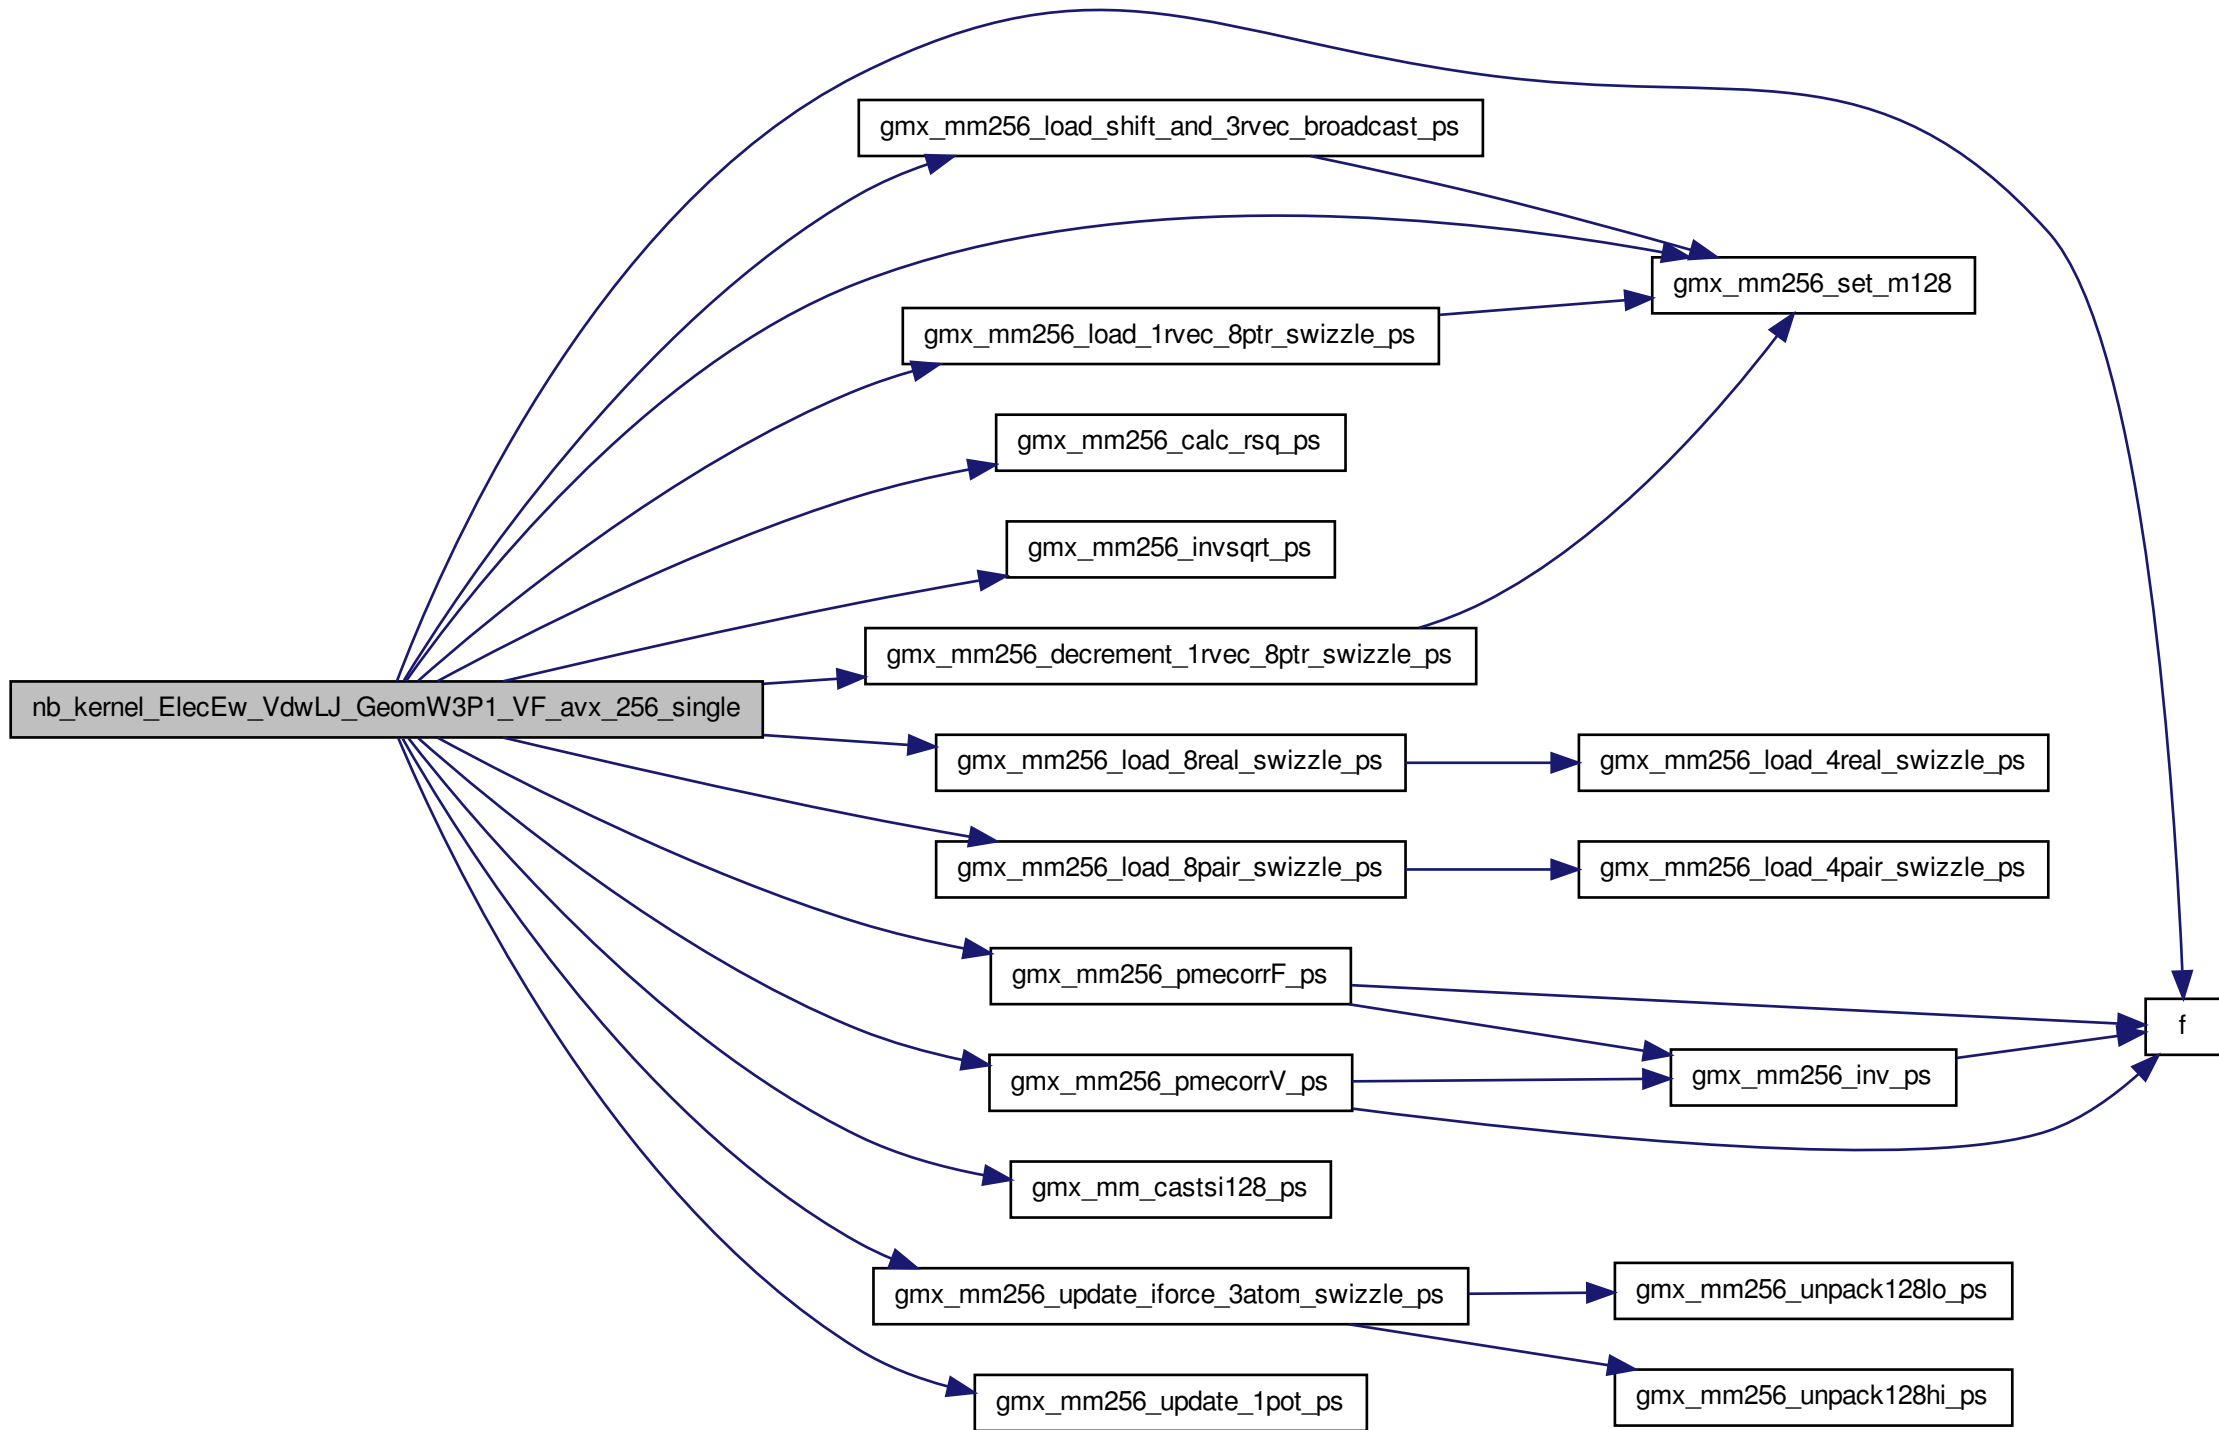 gmx_mm256_load_shift_and_3rvec_broadcast_ps
gmx_mm256_set_m128
gmx_mm256_load_1rvec_8ptr_swizzle_ps
gmx_mm256_calc_rsq_ps
gmx_mm256_invsqrt_ps
gmx_mm256_decrement_1rvec_8ptr_swizzle_ps
nb_kernel_ElecEw_VdwLJ_GeomW3P1_VF_avx_256_single
gmx_mm256_load_8real_swizzle_ps
gmx_mm256_load_4real_swizzle_ps
gmx_mm256_load_8pair_swizzle_ps
gmx_mm256_load_4pair_swizzle_ps
gmx_mm256_pmecorrF_ps
f
gmx_mm256_pmecorrV_ps
gmx_mm256_inv_ps
gmx_mm_castsi128_ps
gmx_mm256_update_iforce_3atom_swizzle_ps
gmx_mm256_unpack128lo_ps
gmx_mm256_unpack128hi_ps
gmx_mm256_update_1pot_ps